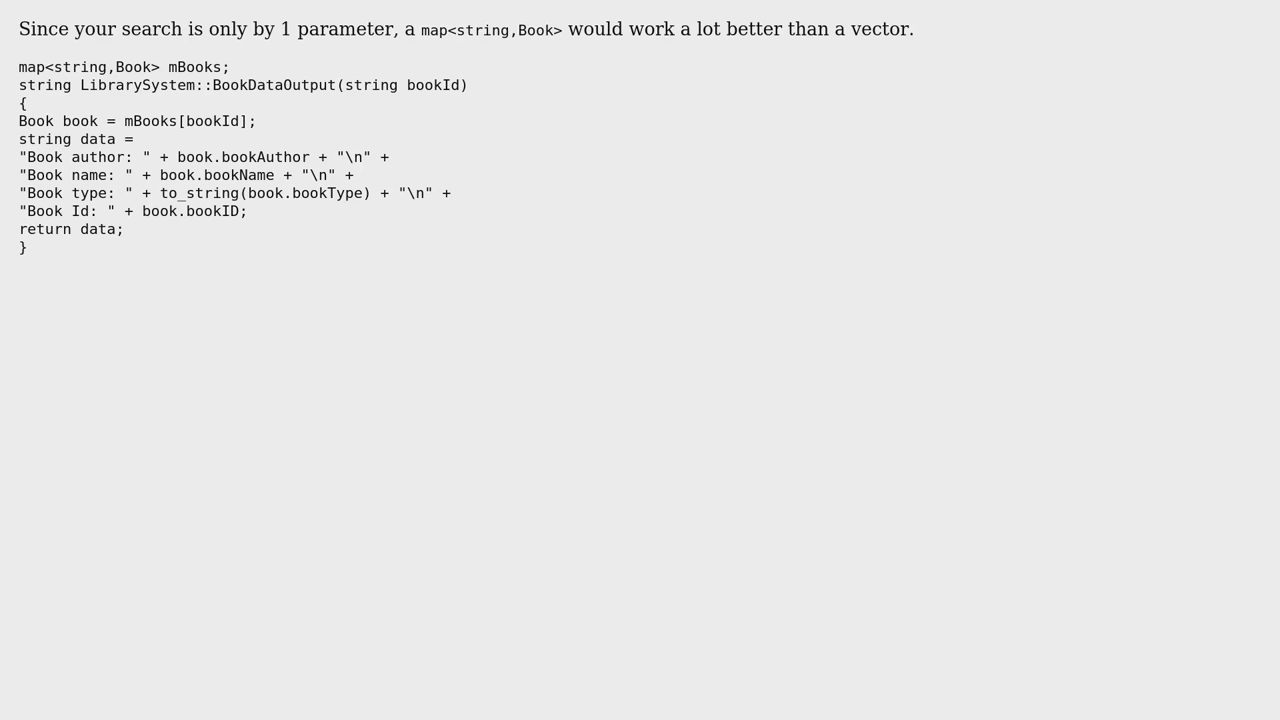 Since your search is only by 1 parameter, a map<string,Book> would work a lot better than a vector.
map<string,Book> mBooks;
string LibrarySystem::BookDataOutput(string bookId)
{
Book book = mBooks[bookId];
string data =
"Book author: " + book.bookAuthor + "\n" +
"Book name: " + book.bookName + "\n" +
"Book type: " + to_string(book.bookType) + "\n" +
"Book Id: " + book.bookID;
return data;
}